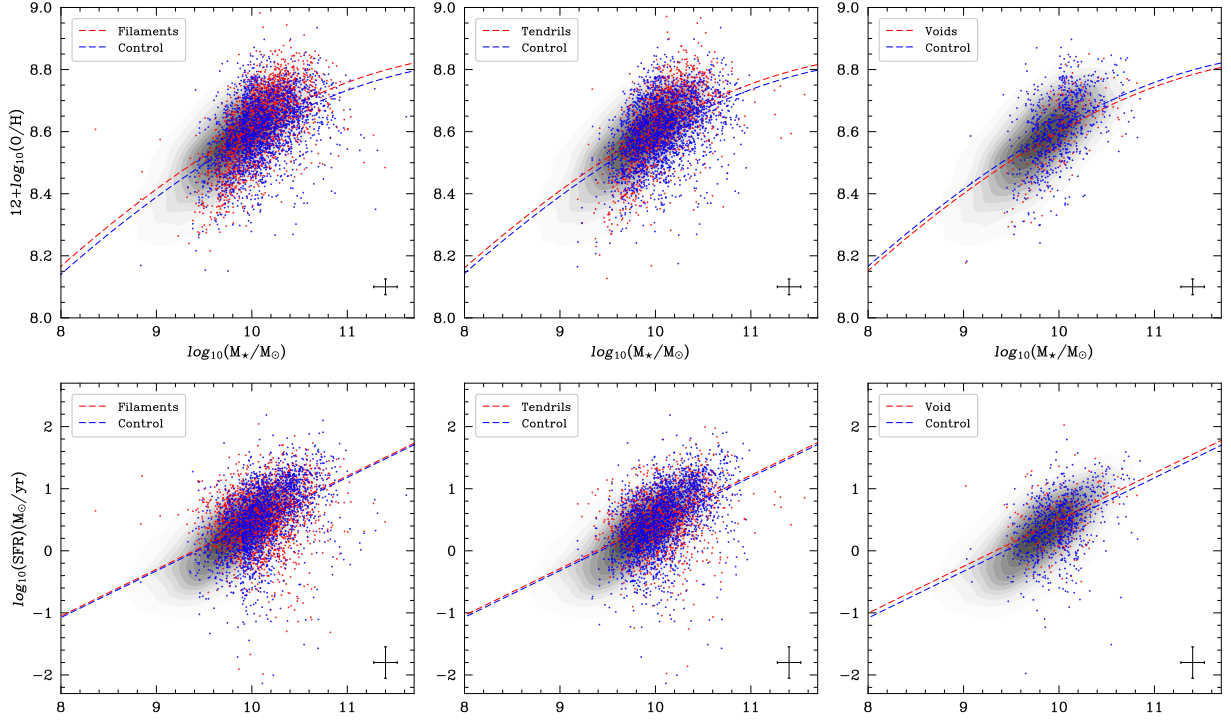 Filaments
Control
Tendrils
Control
Voids
Control
9.0
8.8
8.6
8.4
8.2
8.0
9.0
8.8
8.6
8.4
8.2
8.0
9.0
8.8
8.6
8.4
8.2
8.0
12+log₁₀(O/H)
8 9 10 11
8 9 10 11
8 9 10 11
log₁₀(M⋆/M⊙)
log₁₀(M⋆/M⊙)
log₁₀(M⋆/M⊙)
Filaments
Control
Tendrils
Control
Void
Control
2
1
0
−1
−2
2
1
0
−1
−2
2
1
0
−1
−2
log₁₀(SFR)(M⊙/yr)
8 9 10 11
8 9 10 11
8 9 10 11